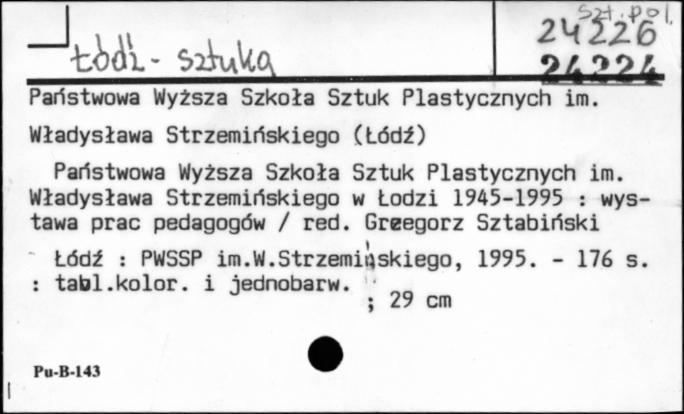 szt. pol.
24226
Łódź - sztuka
24224
Państwowa Wyższa Szkoła Sztuk Plastycznych im.
Władysława Strzemińskiego (Łódź)
Państwowa Wyższa Szkoła Sztuk Plastycznych im.
Władysława Strzemińskiego w Łodzi 1945-1995 : wys-
tawa prac pedagogów / red. Grzegorz Sztabiński
Łódź : PWSSP im.W.Strzemińskiego, 1995. - 176 s.
: tabl.kolor. i jednobarw.
; 29 cm
Pu-B-143